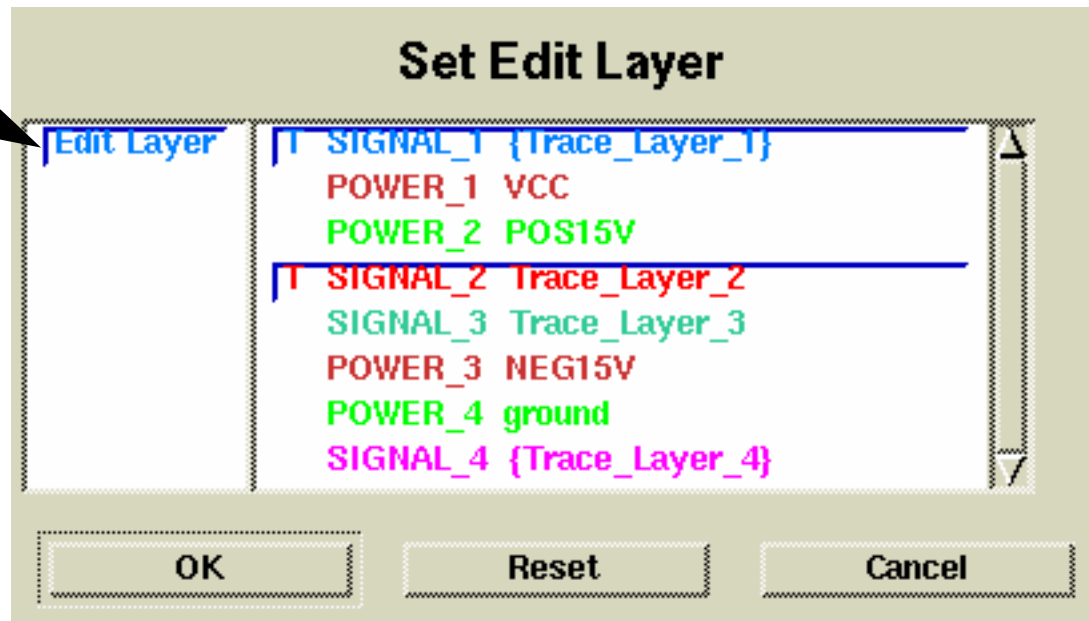 Set Edit Layer
Edit Layer
T SIGNAL_1 {Trace_Layer_1}
POWER_1 VCC
POWER_2 POS15V
T SIGNAL_2 Trace_Layer_2
SIGNAL_3 Trace_Layer_3
POWER_3 NEG15V
POWER_4 ground
SIGNAL_4 {Trace_Layer_4}
OK Reset Cancel